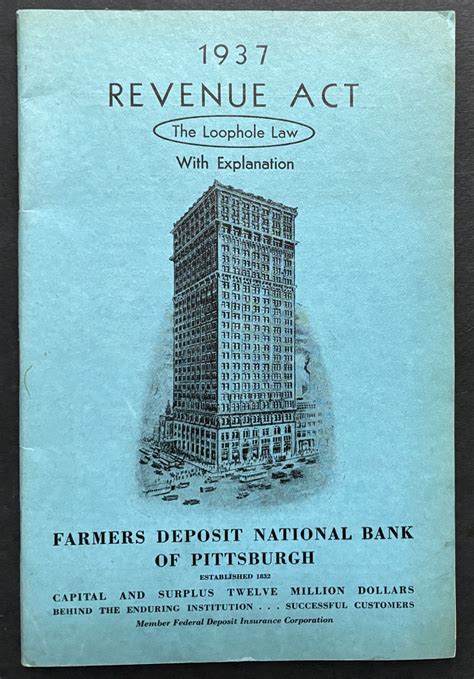 1937
REVENUE ACT
The Loophole Law
With Explanation
FARMERS DEPOSIT NATIONAL BANK
OF PITTSBURGH
ESTABLISHED 1832
CAPITAL AND SURPLUS TWELVE MILLION DOLLARS
BEHIND THE ENDURING INSTITUTION . . . SUCCESSFUL CUSTOMERS
Member Federal Deposit Insurance Corporation